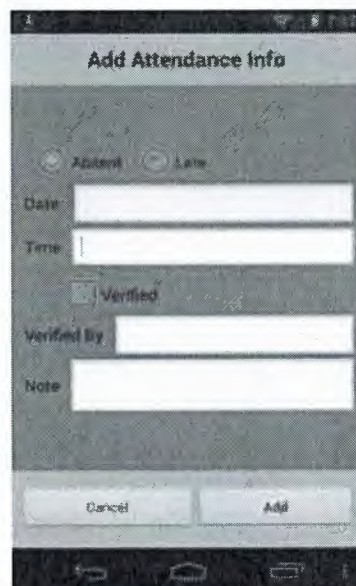 Add Attendance Info
Absent Late
Date
Time
Verified
Verified By
Note
Cancel Add